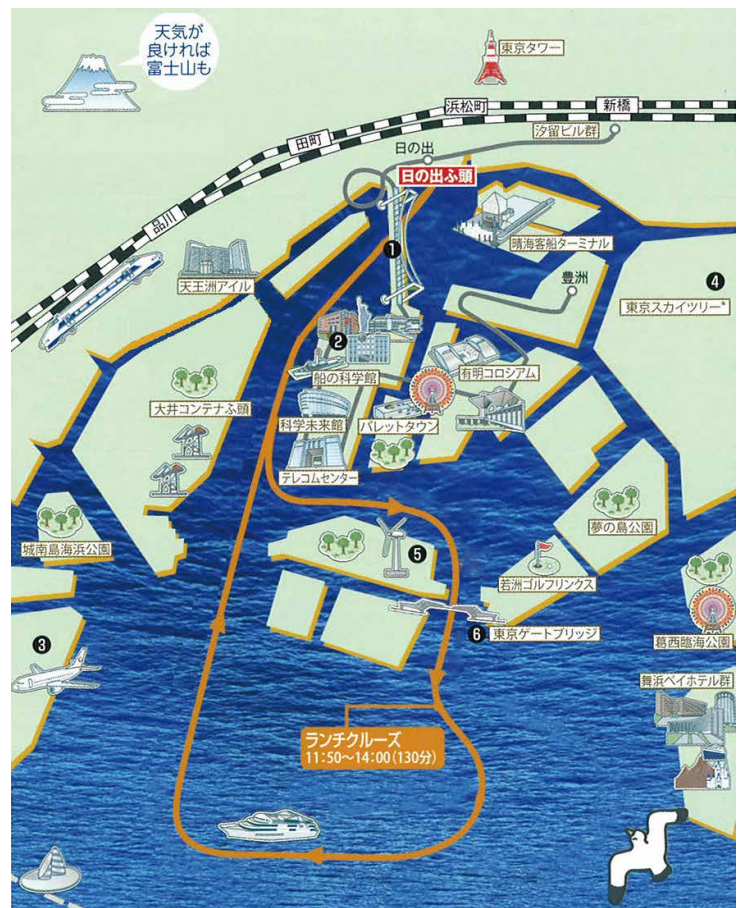 天気が
良ければ
富士山も
東京タワー
新橋
浜松町
汐留ビル群
田町
日の出
日の出ふ頭
品川
晴海客船ターミナル
❶
天王洲アイル
❹
豊洲
東京スカイツリー*
❷
船の科学館
有明コロシアム
大井コンテナふ頭
科学未来館
パレットタウン
テレコムセンター
夢の島公園
城南島海浜公園
❺
若洲ゴルフリンクス
❻
東京ゲートブリッジ
葛西臨海公園
❸
舞浜ベイホテル群
ランチクルーズ
11:50〜14:00(130分)